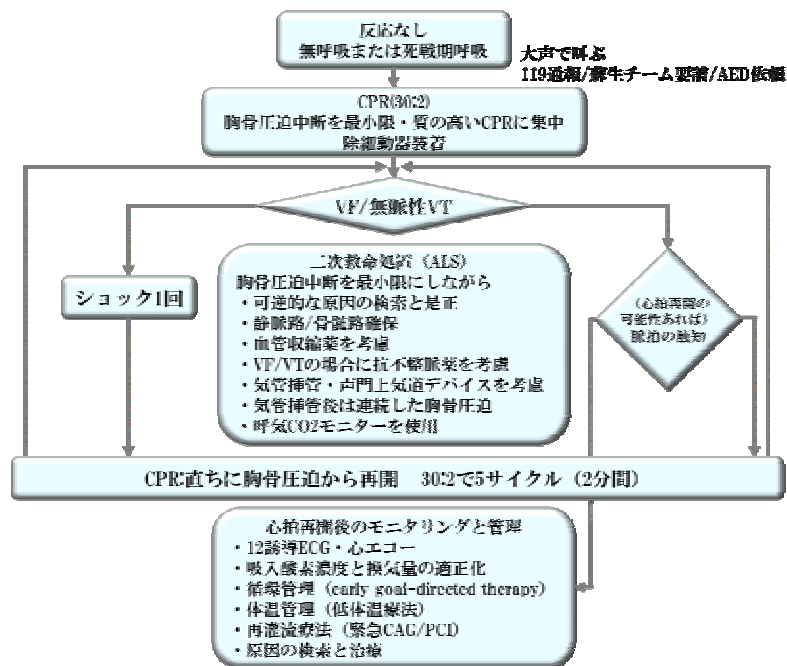 反応なし
無呼吸または死戦期呼吸
大声で叫ぶ
119通報/蘇生チーム要請/AED依頼
CPR(30:2)
胸骨圧迫中断を最小限・質の高いCPRに集中
除細動器装着
VF/無脈性VT
ショック1回
二次救命処置（ALS）
胸骨圧迫中断を最小限にしながら
・可逆的な原因の検索と是正
・静脈路/骨髄路確保
・血管収縮薬を考慮
・VF/VTの場合に抗不整脈薬を考慮
・気管挿管・声門上気道デバイスを考慮
・気管挿管後は連続した胸骨圧迫
・呼気CO2モニターを使用
（心拍再開の
可能性あれば）
脈拍の触知
CPR:直ちに胸骨圧迫から再開　30:2で5サイクル（2分間）
心拍再開後のモニタリングと管理
・12誘導ECG・心エコー
・吸入酸素濃度と換気量の適正化
・循環管理（early goal-directed therapy）
・体温管理（低体温療法）
・再灌流療法（緊急CAG/PCI）
・原因の検索と治療